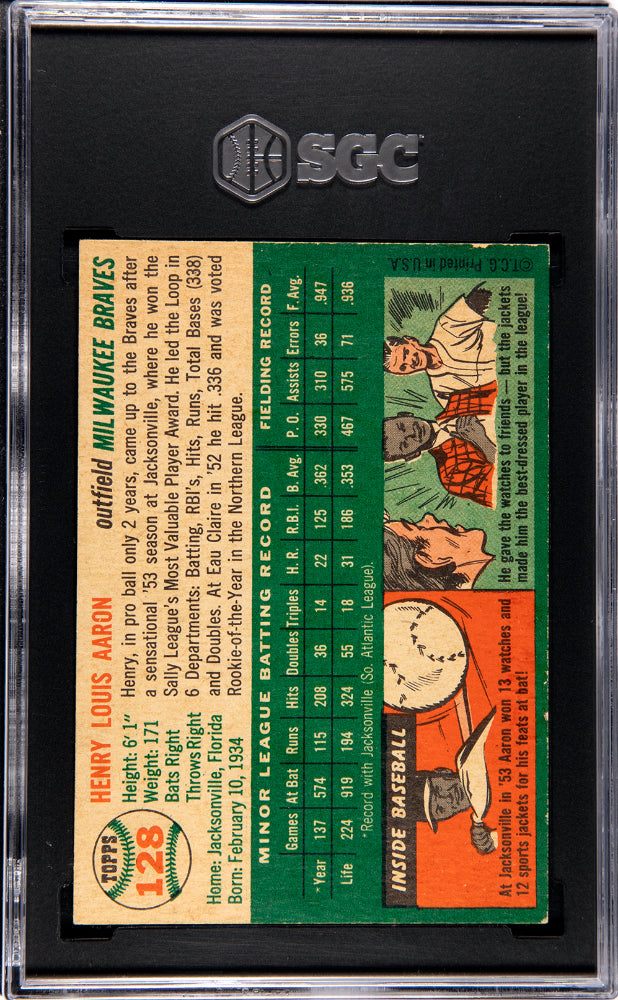 SGC
TOPPS
128
HENRY LOUIS AARON
outfield MILWAUKEE BRAVES
Height: 6'1"
Weight: 171
Bats Right
Throws Right
Home: Jacksonville, Florida
Born: February 10, 1934
Henry, in pro ball only 2 years, came up to the Braves after
a sensational '53 season at Jacksonville, where he won the
Sally League's Most Valuable Player Award. He led the Loop in
6 Departments: Batting, RBI's, Hits, Runs, Total Bases (338)
and Doubles. At Eau Claire in '52 he hit .336 and was voted
Rookie-of-the-Year in the Northern League.
MINOR LEAGUE BATTING RECORD FIELDING RECORD
Games At Bat Runs Hits Doubles Triples H.R. R.B.I. B. Avg. P. O. Assists Errors F. Avg.
*Year 137 574 115 208 36 14 22 125 .362 330 310 36 .947
Life 224 919 194 324 55 18 31 186 .353 467 575 71 .936
*Record with Jacksonville (So. Atlantic League).
INSIDE BASEBALL
At Jacksonville in '53 Aaron won 13 watches and
12 sports jackets for his feats at bat!
He gave the watches to friends — but the jackets
made him the best-dressed player in the league!
©T.C.G. Printed in U.S.A.